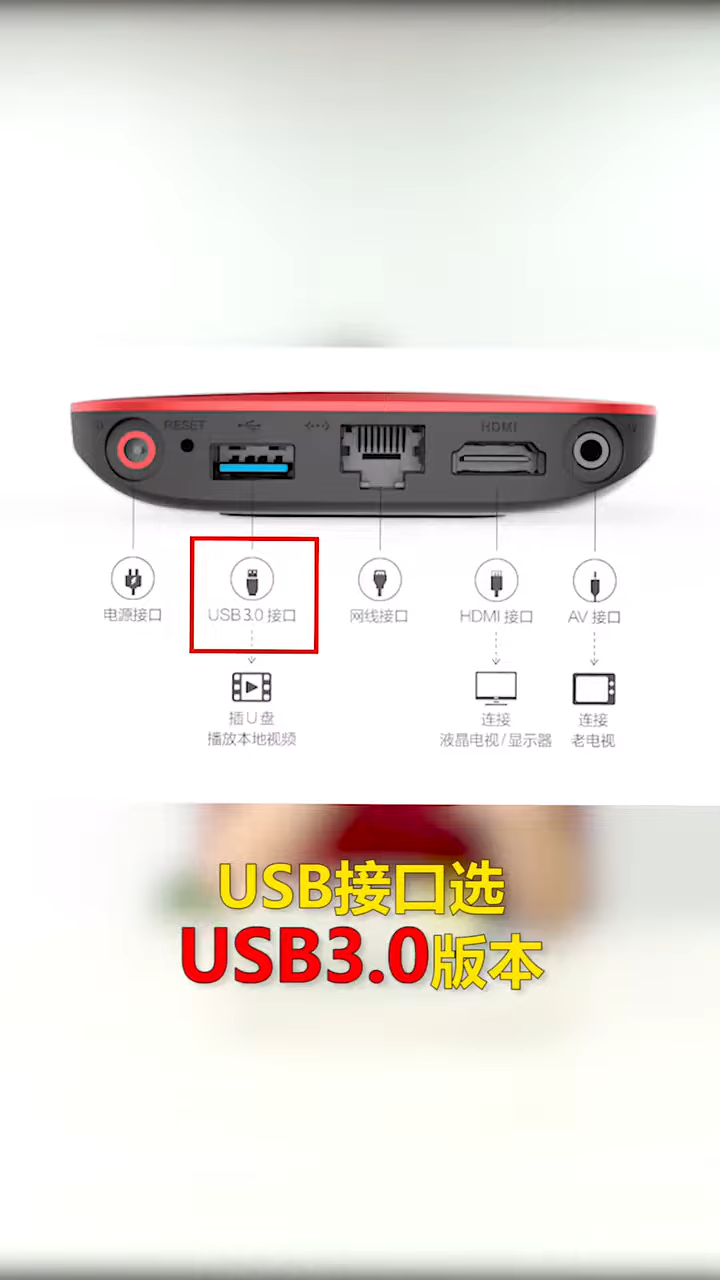 RESET
HDMI
电源接口
USB3.0 接口
网线接口
HDMI 接口
AV 接口
插U盘
播放本地视频
连接
液晶电视/显示器
连接
老电视
USB接口选
USB3.0版本